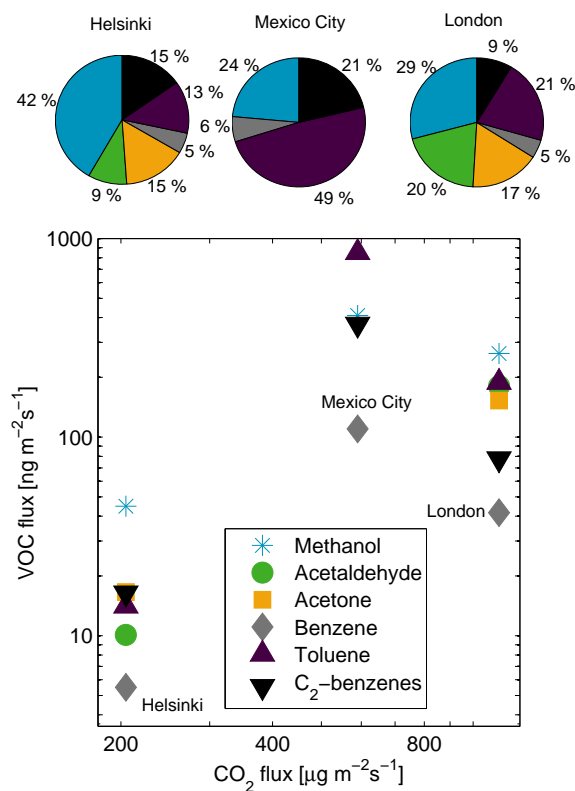 Helsinki
Mexico City
London
15 %
13 %
5 %
15 %
9 %
42 %
21 %
49 %
6 %
24 %
9 %
21 %
5 %
17 %
20 %
29 %
1000
100
10
VOC flux [ng m⁻²s⁻¹]
Mexico City
London
Helsinki
Methanol
Acetaldehyde
Acetone
Benzene
Toluene
C₂−benzenes
200
400
800
CO₂ flux [µg m⁻²s⁻¹]